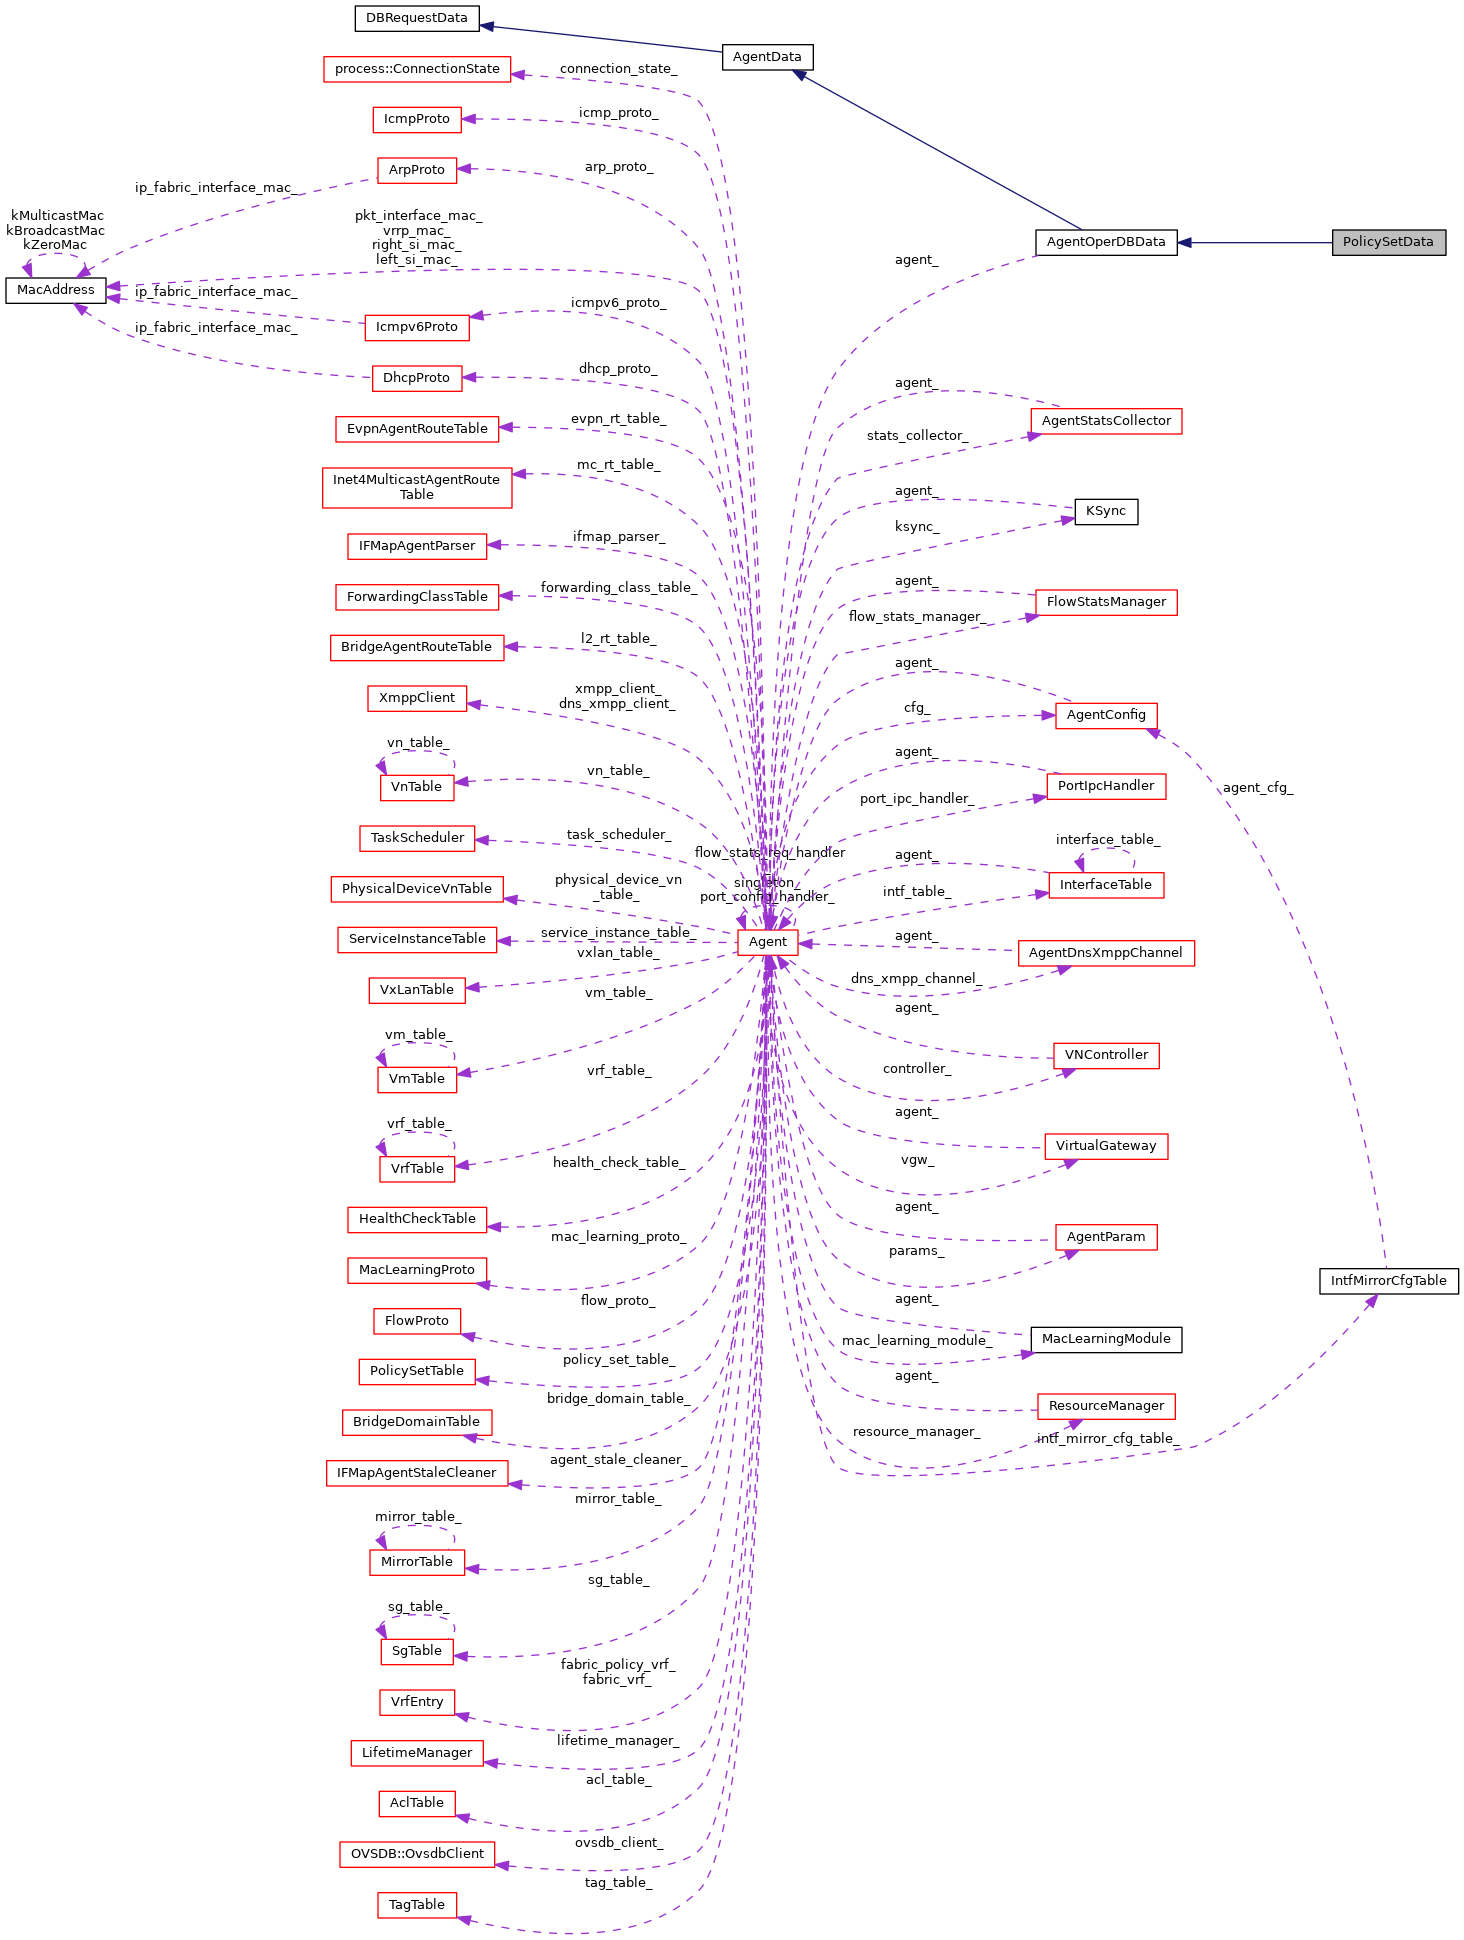 DBRequestData
AgentData
process::ConnectionState
connection_state_
IcmpProto
icmp_proto_
ArpProto
arp_proto_
ip_fabric_interface_mac_
kMulticastMac
kBroadcastMac
kZeroMac
pkt_interface_mac_
vrrp_mac_
right_si_mac_
left_si_mac_
AgentOperDBData
PolicySetData
agent_
MacAddress
ip_fabric_interface_mac_
Icmpv6Proto
icmpv6_proto_
ip_fabric_interface_mac_
DhcpProto
dhcp_proto_
agent_
AgentStatsCollector
EvpnAgentRouteTable
evpn_rt_table_
stats_collector_
Inet4MulticastAgentRoute
Table
mc_rt_table_
agent_
KSync
ksync_
IFMapAgentParser
ifmap_parser_
ForwardingClassTable
forwarding_class_table_
agent_
FlowStatsManager
flow_stats_manager_
BridgeAgentRouteTable
l2_rt_table_
agent_
XmppClient
xmpp_client_
dns_xmpp_client_
cfg_
AgentConfig
vn_table_
VnTable
vn_table_
agent_
PortIpcHandler
port_ipc_handler_
agent_cfg_
TaskScheduler
task_scheduler_
flow_stats_req_handler
_
singleton_
port_config_handler_
agent_
interface_table_
InterfaceTable
intf_table_
PhysicalDeviceVnTable
physical_device_vn
_table_
ServiceInstanceTable
service_instance_table_
Agent
agent_
AgentDnsXmppChannel
VxLanTable
vxlan_table_
dns_xmpp_channel_
vm_table_
agent_
vm_table_
VmTable
VNController
controller_
vrf_table_
vrf_table_
VrfTable
agent_
VirtualGateway
vgw_
health_check_table_
HealthCheckTable
agent_
AgentParam
params_
mac_learning_proto_
MacLearningProto
IntfMirrorCfgTable
flow_proto_
FlowProto
agent_
MacLearningModule
mac_learning_module_
policy_set_table_
PolicySetTable
agent_
ResourceManager
bridge_domain_table_
BridgeDomainTable
resource_manager_
intf_mirror_cfg_table_
agent_stale_cleaner_
IFMapAgentStaleCleaner
mirror_table_
mirror_table_
MirrorTable
sg_table_
sg_table_
SgTable
fabric_policy_vrf_
fabric_vrf_
VrfEntry
lifetime_manager_
LifetimeManager
acl_table_
AclTable
ovsdb_client_
OVSDB::OvsdbClient
tag_table_
TagTable